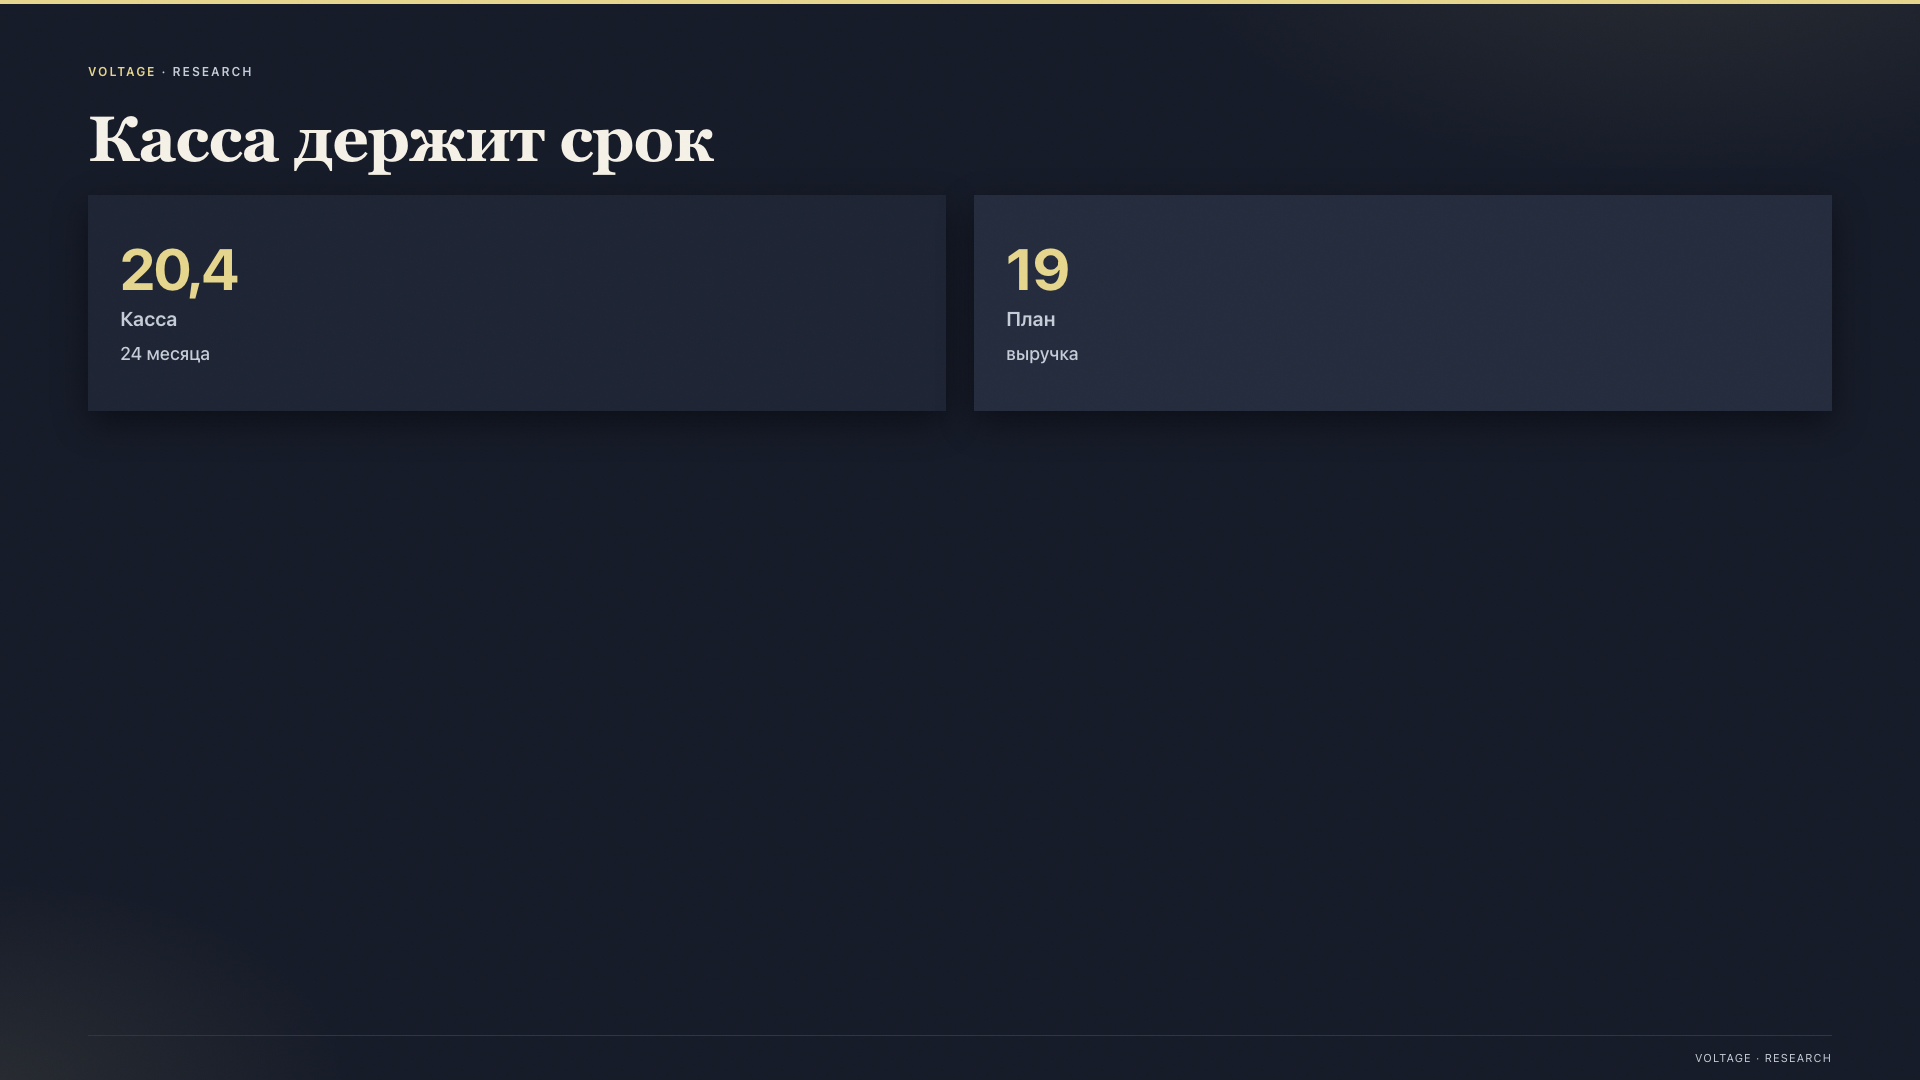 VOLTAGE · RESEARCH
Касса держит срок
20,4
Касса
24 месяца
19
План
выручка
VOLTAGE · RESEARCH